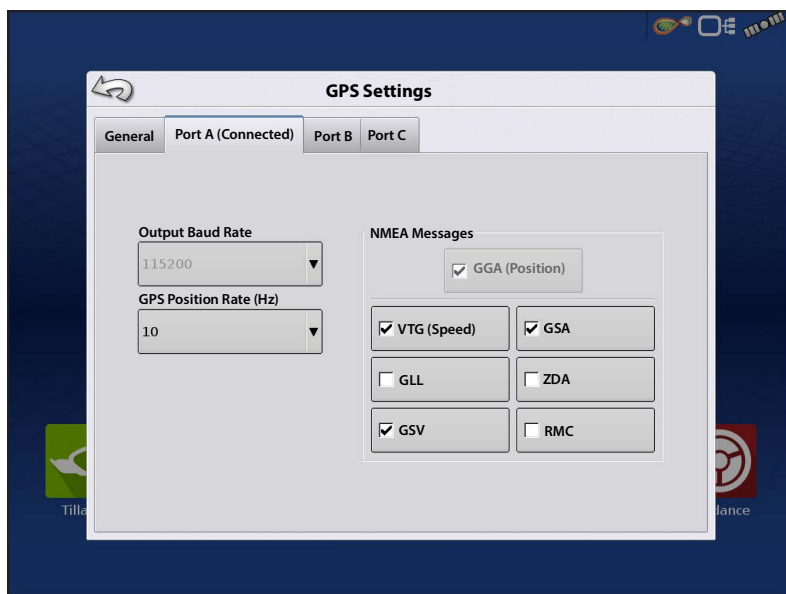 GPS Settings
General Port A (Connected) Port B Port C
Output Baud Rate
115200
GPS Position Rate (Hz)
10
NMEA Messages
GGA (Position)
VTG (Speed) GSA
GLL ZDA
GSV RMC
Tilla dance